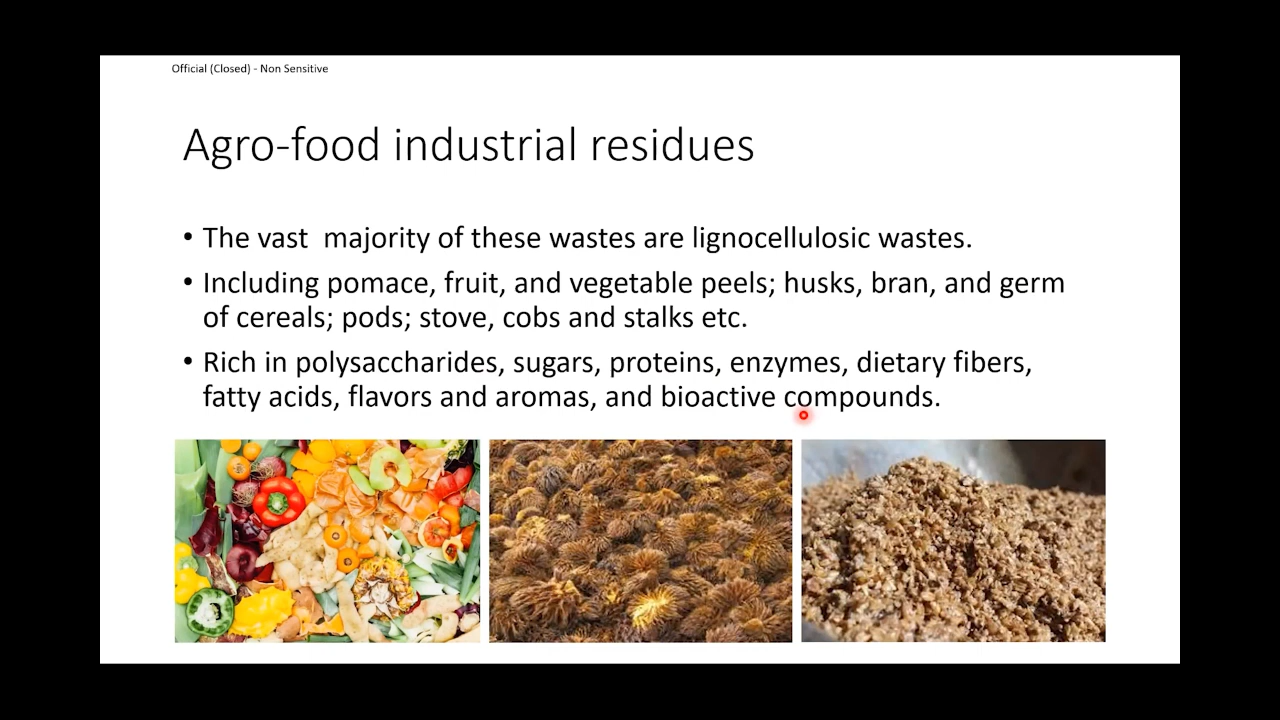 Official (Closed) - Non Sensitive
Agro-food industrial residues
• The vast  majority of these wastes are lignocellulosic wastes.
• Including pomace, fruit, and vegetable peels; husks, bran, and germ
of cereals; pods; stove, cobs and stalks etc.
• Rich in polysaccharides, sugars, proteins, enzymes, dietary fibers,
fatty acids, flavors and aromas, and bioactive compounds.